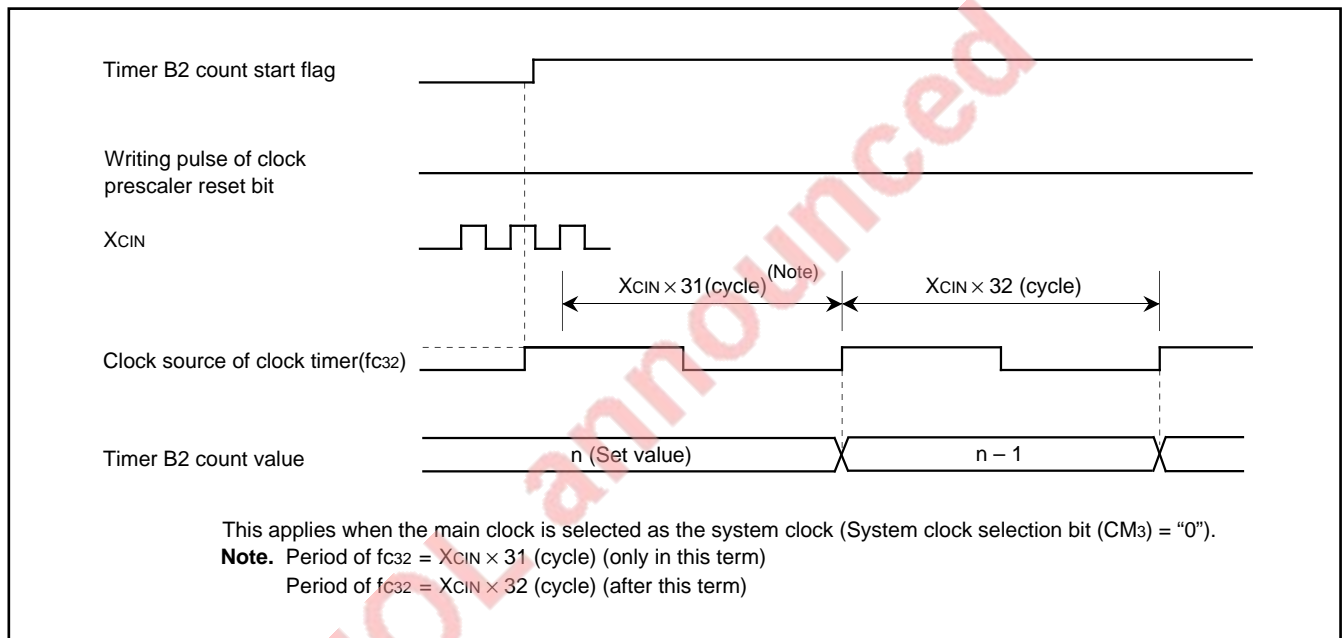 Timer B2 count start flag
Writing pulse of clock
prescaler reset bit
XCIN
XCIN × 31(cycle)(Note)
XCIN × 32 (cycle)
Clock source of clock timer(fC32)
Timer B2 count value
n (Set value)
n – 1
This applies when the main clock is selected as the system clock (System clock selection bit (CM3) = “0”).
Note. Period of fC32 = XCIN × 31 (cycle) (only in this term)
Period of fC32 = XCIN × 32 (cycle) (after this term)
OL announced